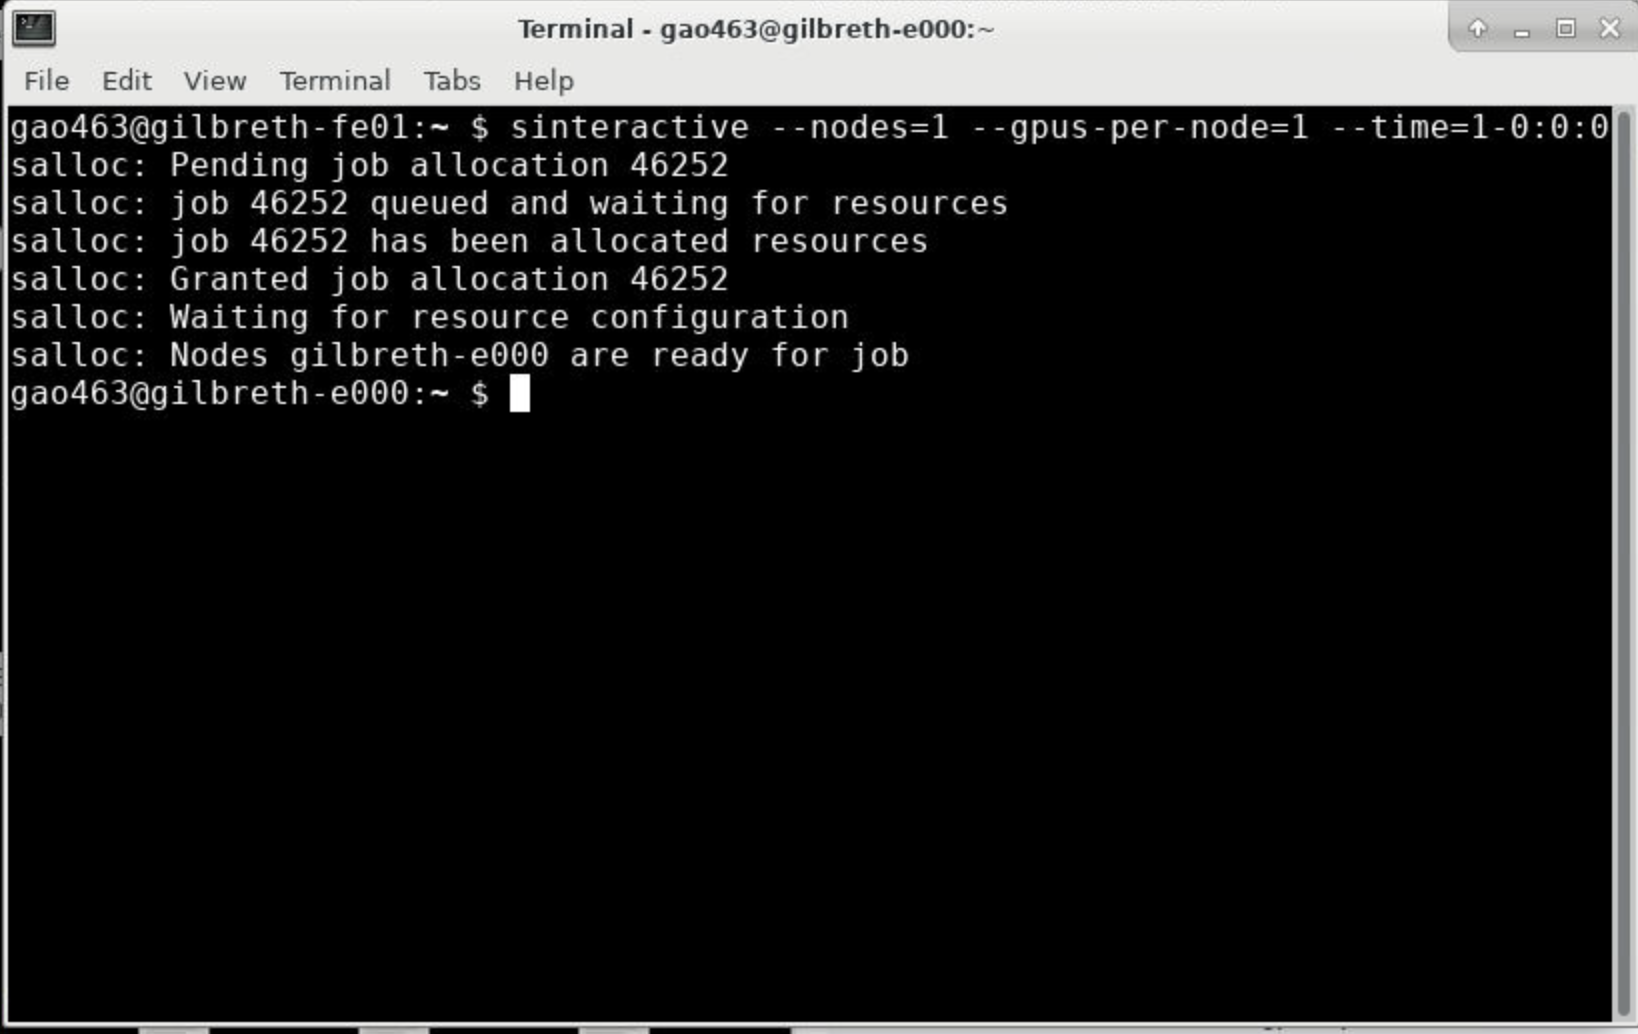 Terminal - gao463@gilbreth-e000:~
File Edit View Terminal Tabs Help
gao463@gilbreth-fe01:~ $ sinteractive --nodes=1 --gpus-per-node=1 --time=1-0:0:0
salloc: Pending job allocation 46252
salloc: job 46252 queued and waiting for resources
salloc: job 46252 has been allocated resources
salloc: Granted job allocation 46252
salloc: Waiting for resource configuration
salloc: Nodes gilbreth-e000 are ready for job
gao463@gilbreth-e000:~ $